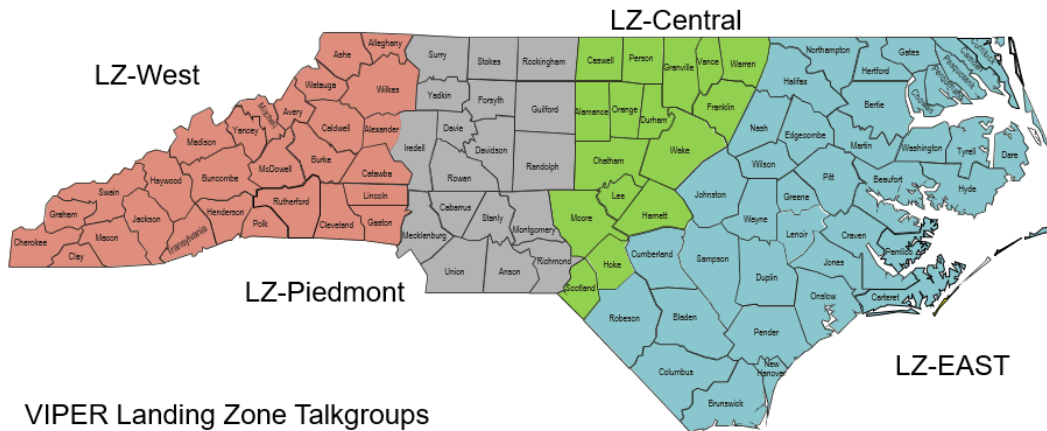 LZ-Central
LZ-West
Ashe
Alleghany
Surry
Stokes
Rockingham
Caswell
Person
Granville
Vance
Warren
Northampton
Gates
Currituck
Camden
Pasquotank
Perquimans
Chowan
Hertford
Halifax
Watauga
Wilkes
Yadkin
Forsyth
Guilford
Alamance
Orange
Durham
Franklin
Bertie
Mitchell
Avery
Caldwell
Alexander
Iredell
Davie
Davidson
Randolph
Chatham
Wake
Nash
Edgecombe
Martin
Washington
Tyrrell
Dare
Madison
Yancey
McDowell
Burke
Catawba
Rowan
Lee
Wilson
Pitt
Beaufort
Hyde
Swain
Haywood
Buncombe
Rutherford
Lincoln
Cabarrus
Stanly
Montgomery
Moore
Harnett
Johnston
Greene
Wayne
Lenoir
Craven
Pamlico
Graham
Jackson
Henderson
Polk
Cleveland
Gaston
Mecklenburg
Cherokee
Macon
Clay
Transylvania
Union
Anson
Richmond
Hoke
Scotland
Cumberland
Sampson
Duplin
Jones
Onslow
Carteret
LZ-Piedmont
Robeson
Bladen
Pender
New
Hanover
Columbus
Brunswick
LZ-EAST
VIPER Landing Zone Talkgroups